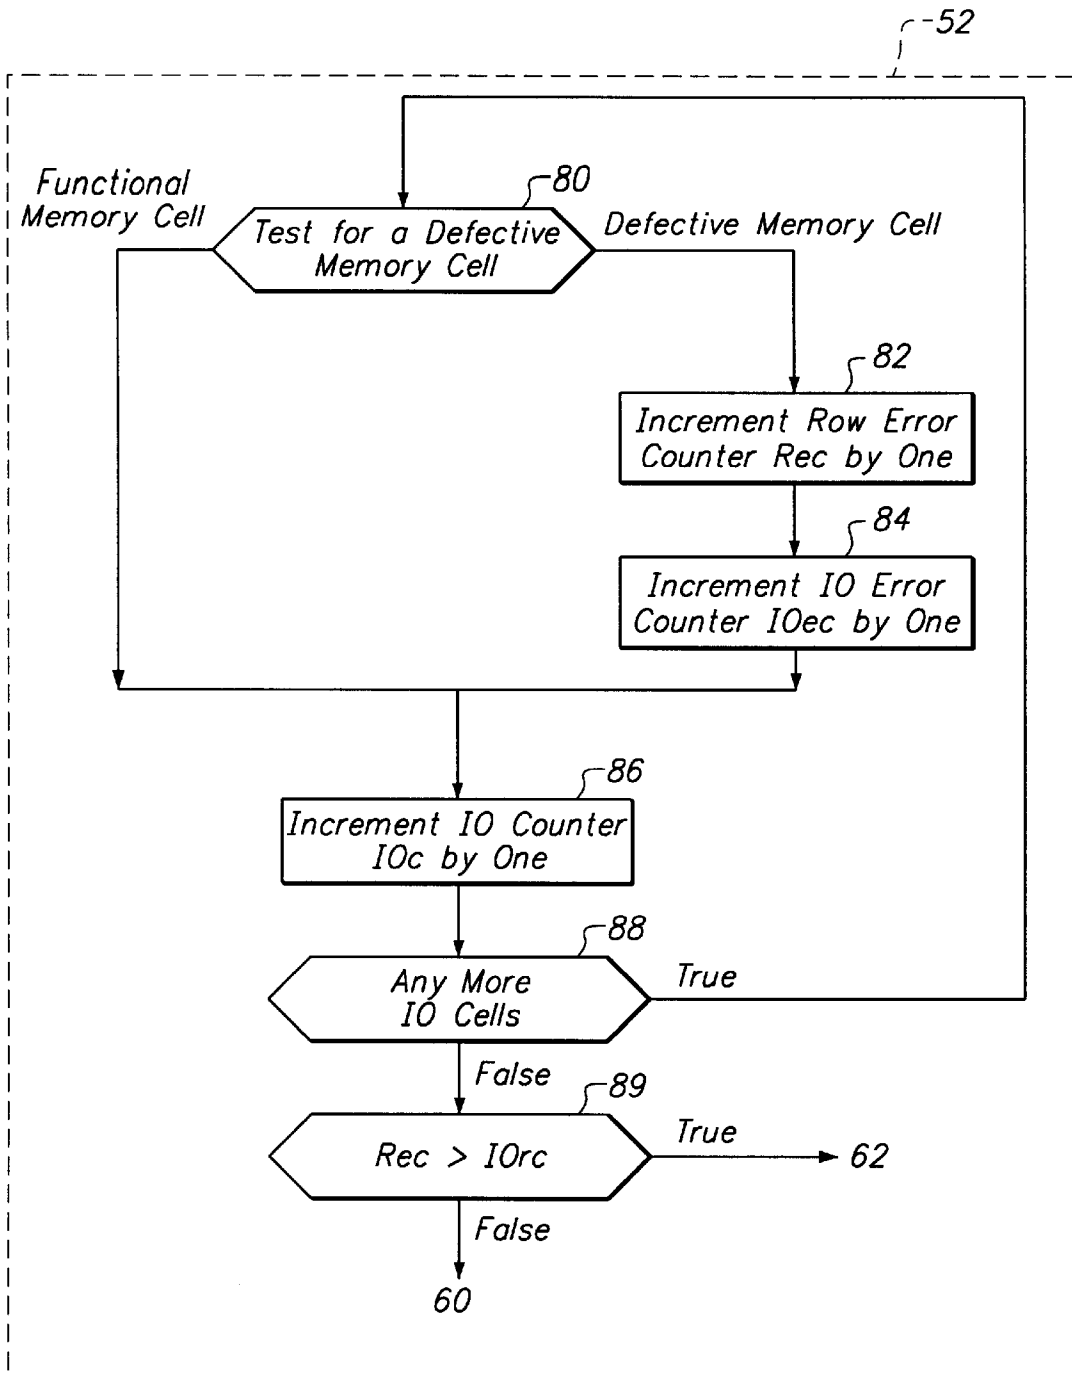 52
Functional
Memory Cell
80
Test for a Defective
Memory Cell
Defective Memory Cell
82
Increment Row Error
Counter Rec by One
84
Increment IO Error
Counter IOec by One
86
Increment IO Counter
IOc by One
88
Any More
IO Cells
True
False
89
Rec > IOrc
True
62
False
60